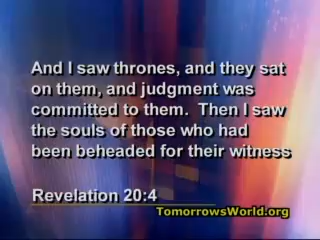 And I saw thrones, and they sat
on them, and judgment was
committed to them.  Then I saw
the souls of those who had
been beheaded for their witness
Revelation 20:4
TomorrowsWorld.org